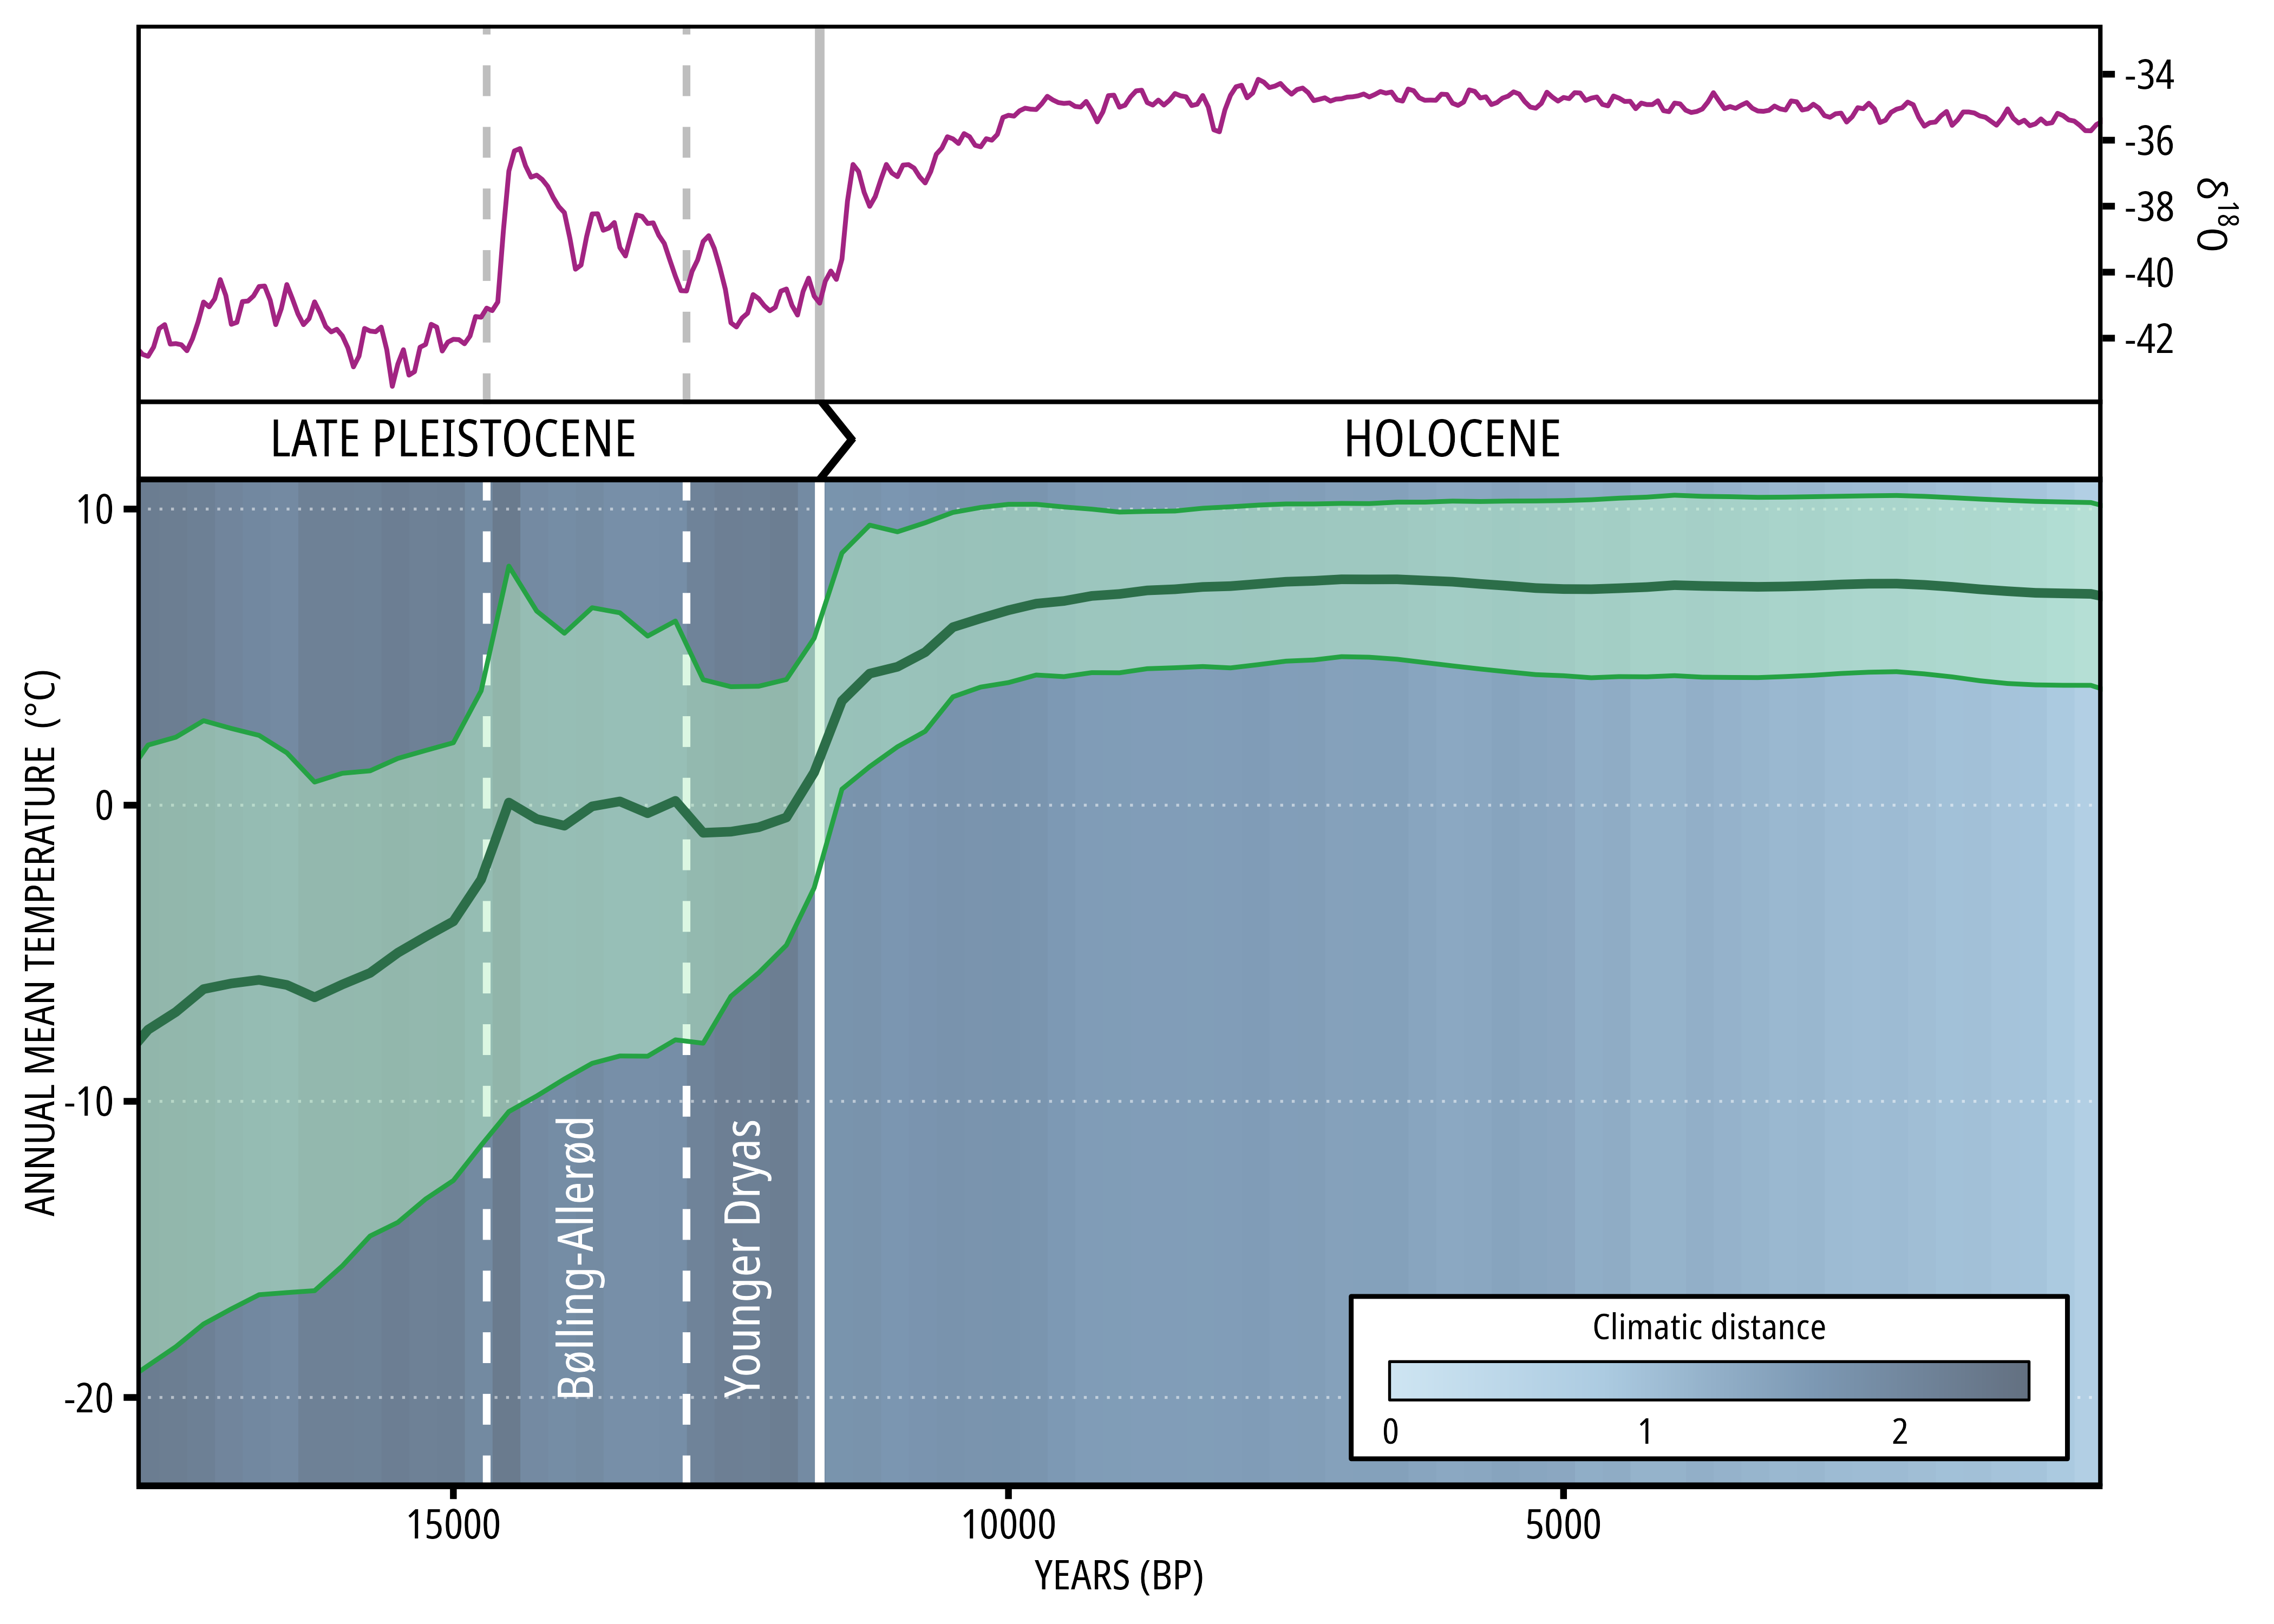 -34
-36
-38
-40
-42
δ18O
LATE PLEISTOCENE
HOLOCENE
10
0
-10
-20
ANNUAL MEAN TEMPERATURE (°C)
Bølling-Allerød
Younger Dryas
Climatic distance
0 1 2
15000 10000 5000
YEARS (BP)